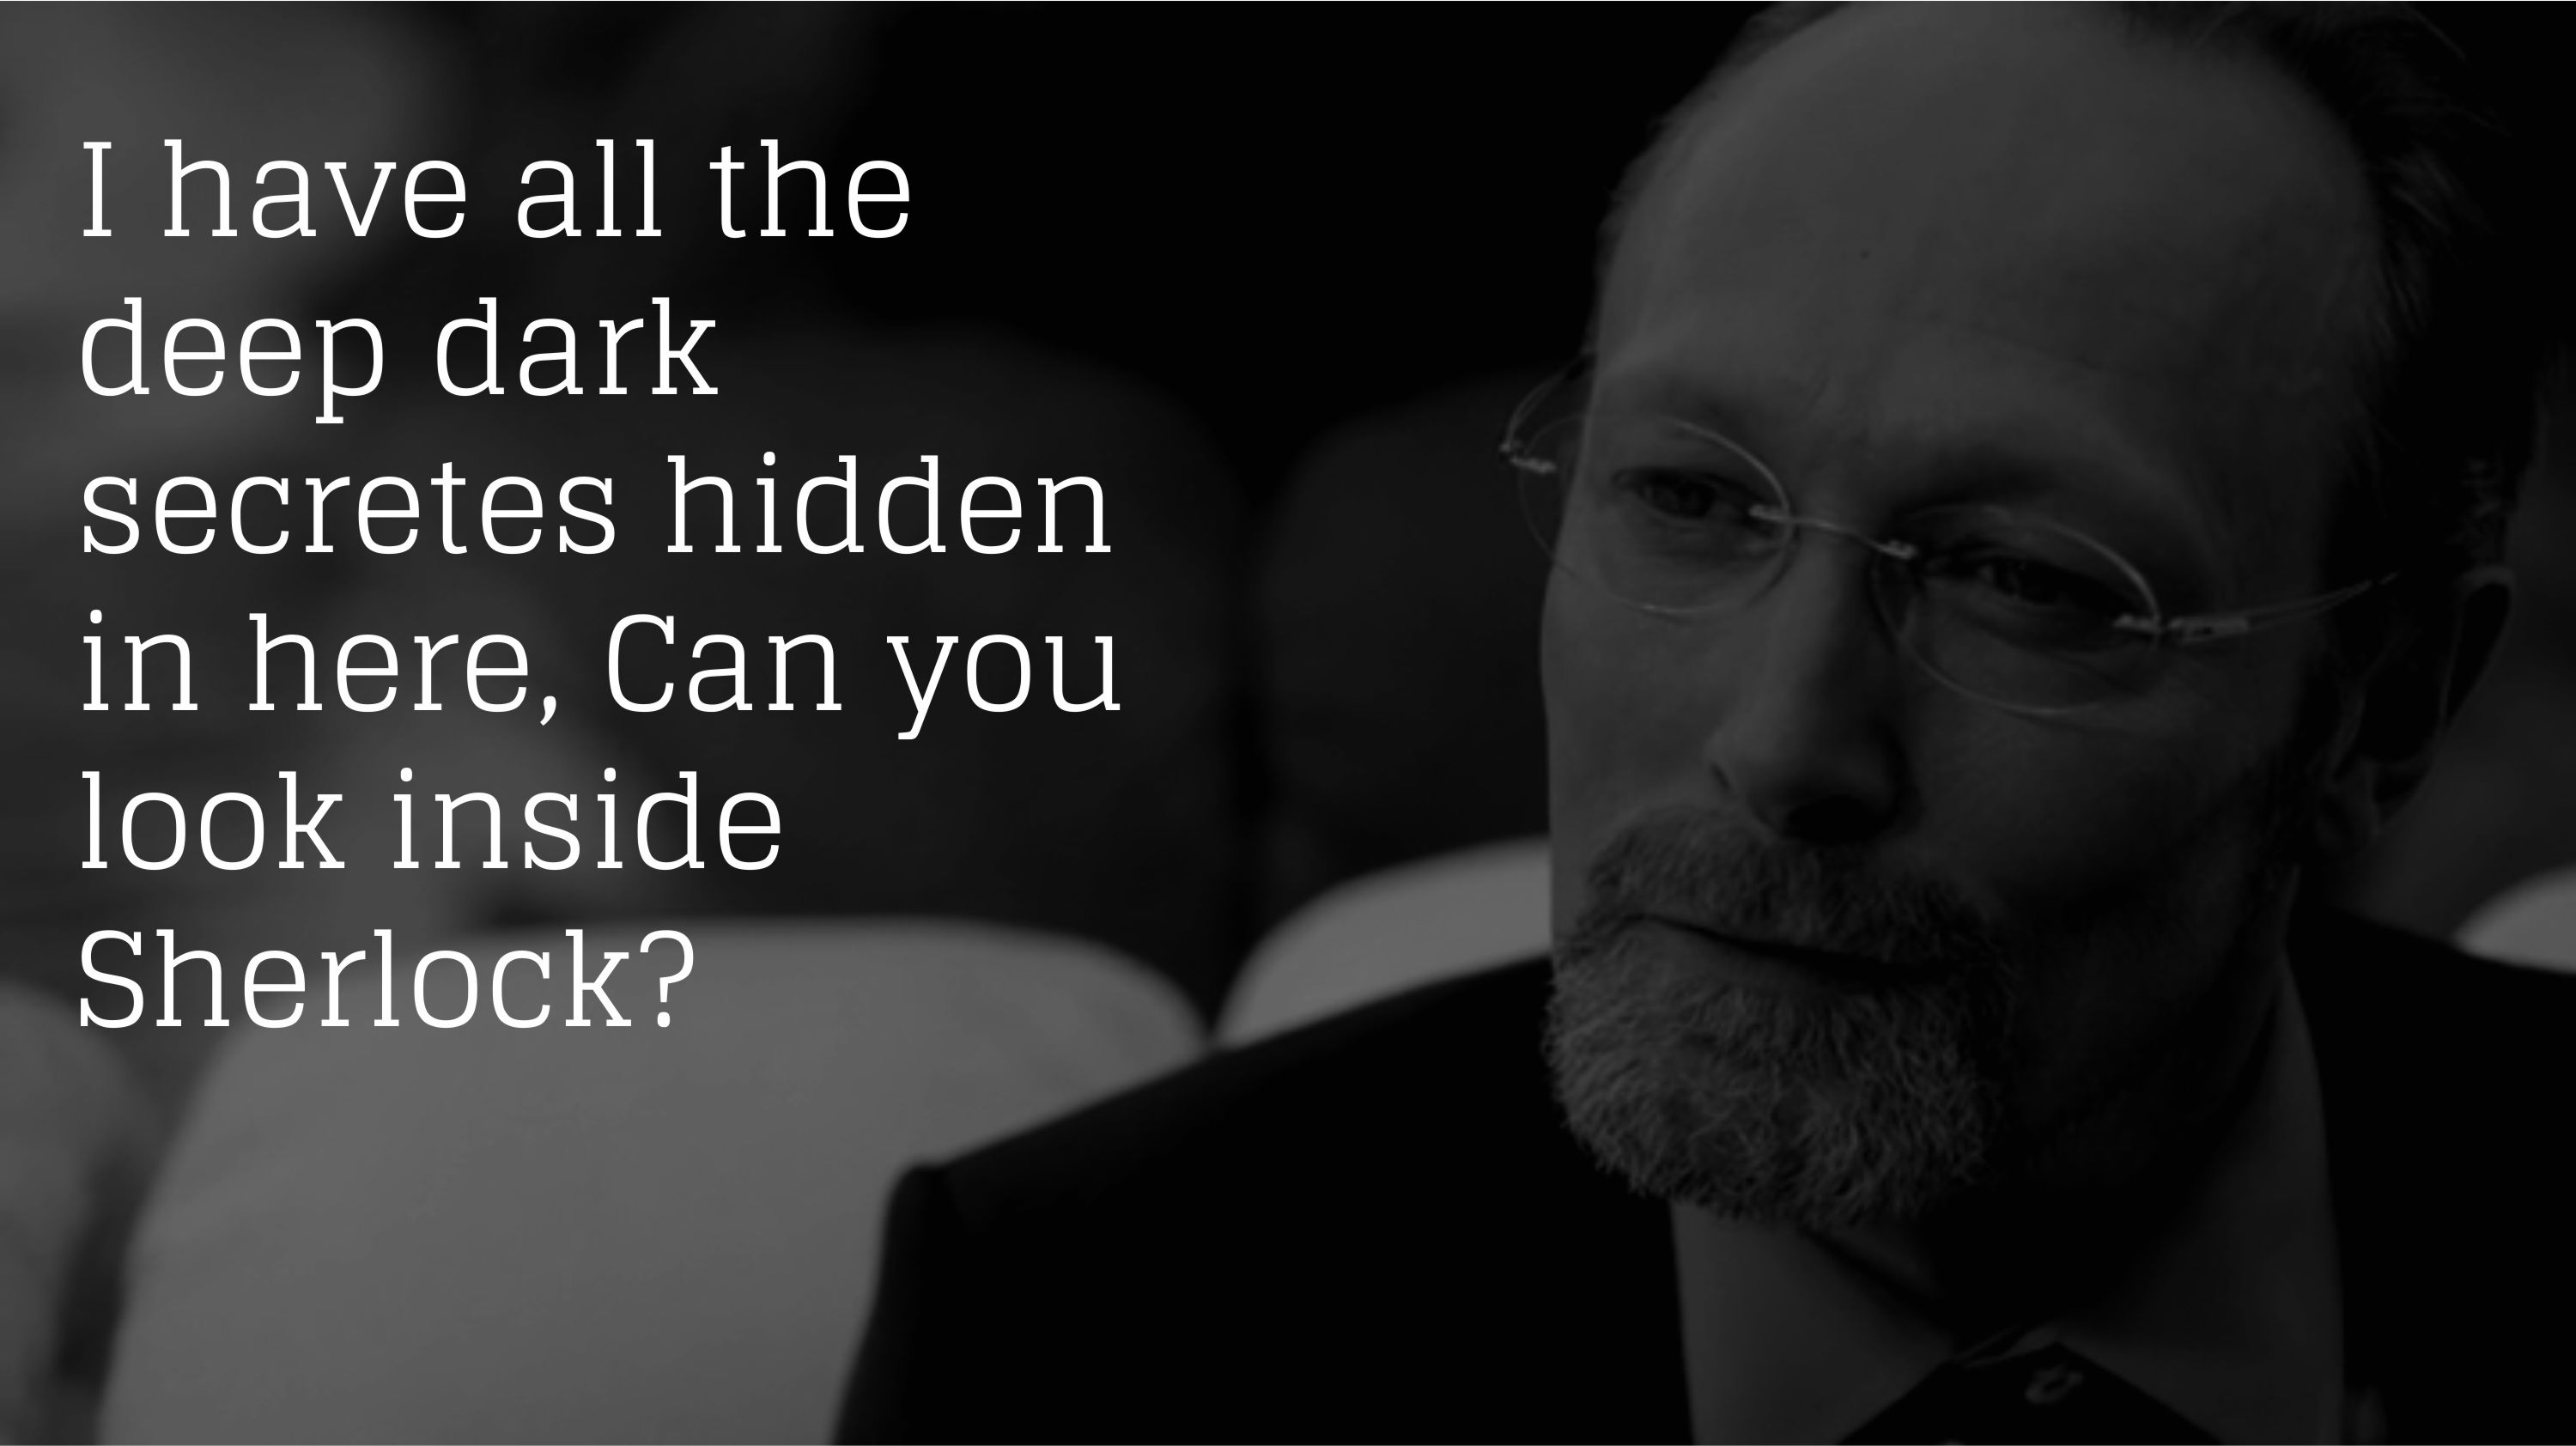 I have all the
deep dark
secretes hidden
in here, Can you
look inside
Sherlock?